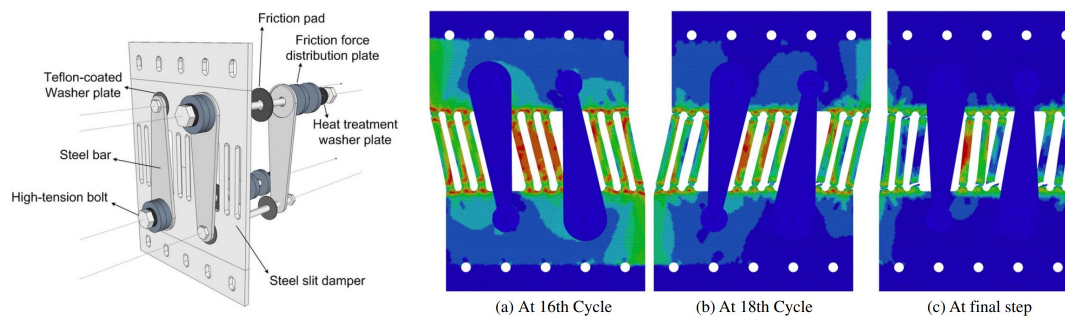 Friction pad
Friction force
distribution plate
Teflon-coated
Washer plate
Heat treatment
washer plate
Steel bar
High-tension bolt
Steel slit damper
(a) At 16th Cycle
(b) At 18th Cycle
(c) At final step